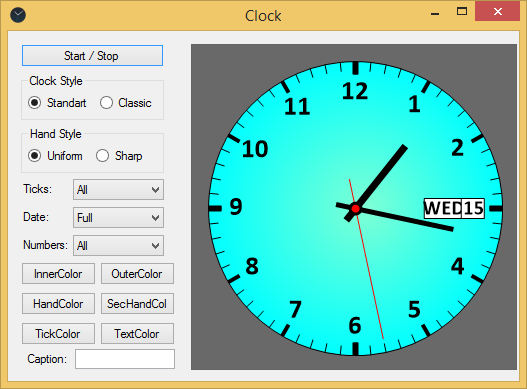 Clock
Start / Stop
Clock Style
Standart Classic
Hand Style
Uniform Sharp
Ticks: All
Date: Full
Numbers: All
InnerColor OuterColor
HandColor SecHandCol
TickColor TextColor
Caption:
12
11 1
10 2
9 WED 15
8 4
7 5
6